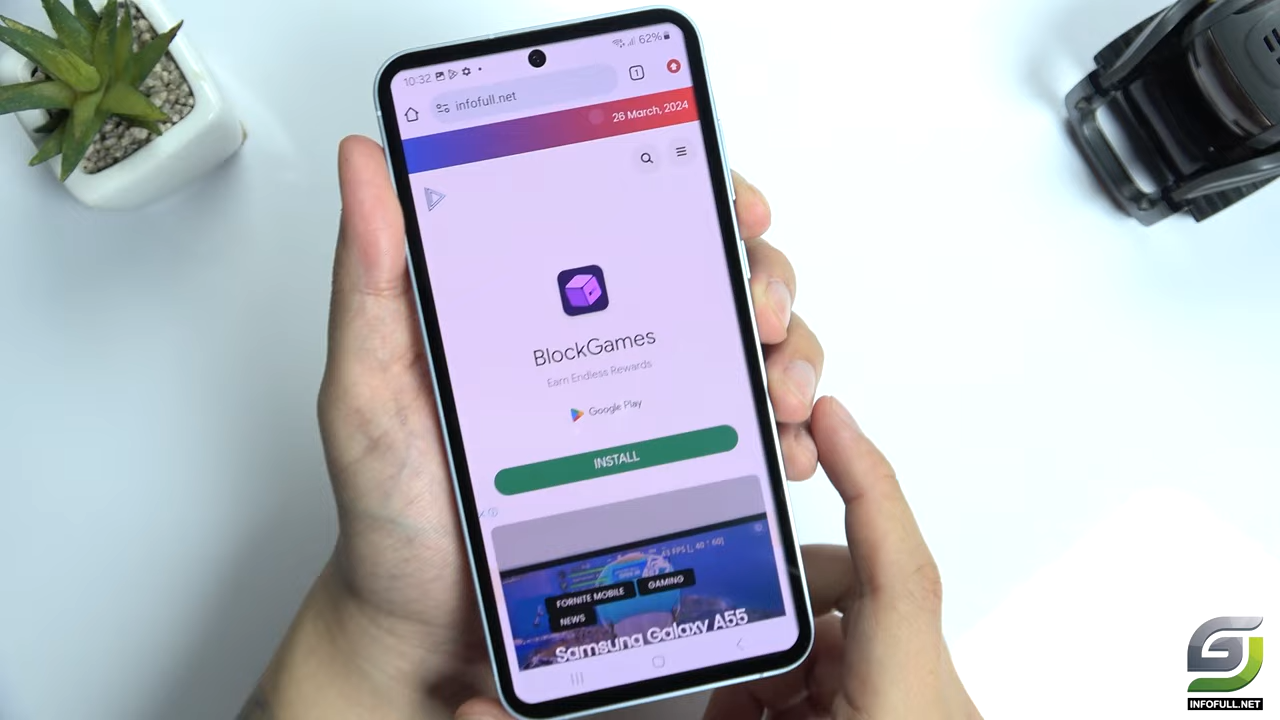 10:32
62%
infofull.net
1
26 March, 2024
BlockGames
Earn Endless Rewards
Google Play
INSTALL
FORNITE MOBILE
GAMING
NEWS
Samsung Galaxy A55
INFOFULL.NET